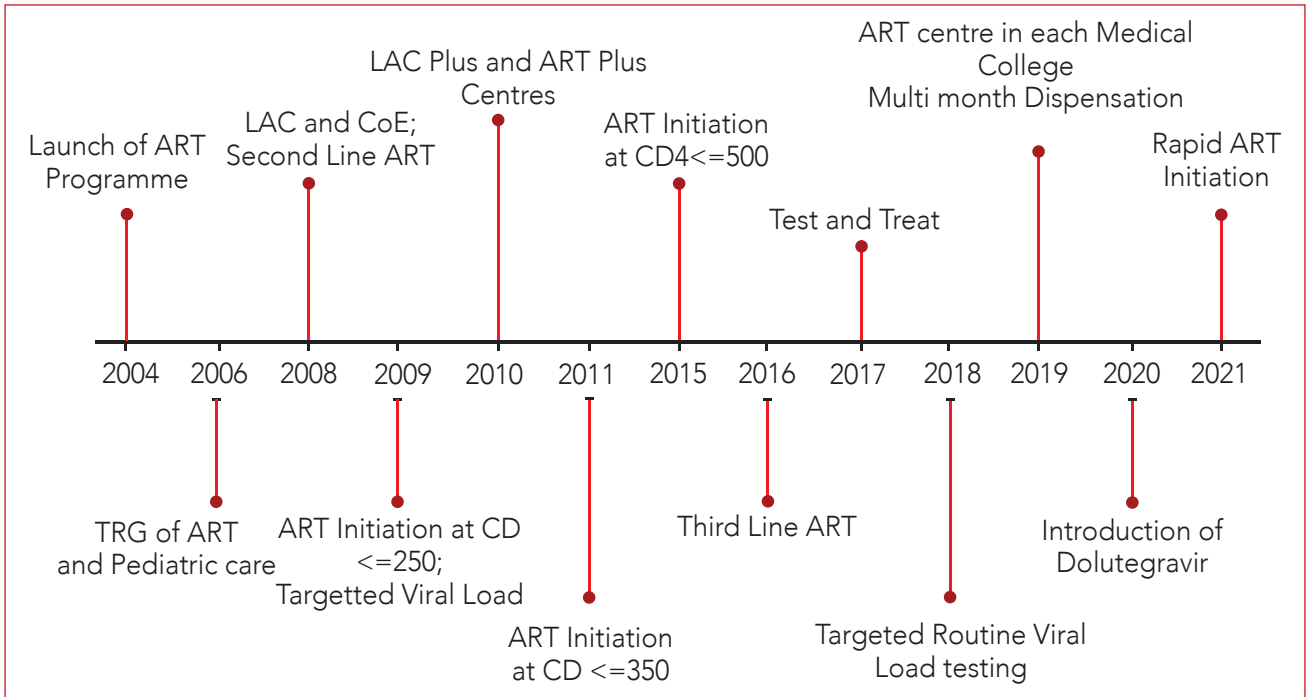 Launch of ART
Programme
LAC and CoE;
Second Line ART
LAC Plus and ART Plus
Centres
ART Initiation
at CD4<=500
Test and Treat
ART centre in each Medical
College
Multi month Dispensation
Rapid ART
Initiation
2004 2006 2008 2009 2010 2011 2015 2016 2017 2018 2019 2020 2021
TRG of ART
and Pediatric care
ART Initiation at CD
<=250;
Targetted Viral Load
ART Initiation
at CD <=350
Third Line ART
Targeted Routine Viral
Load testing
Introduction of
Dolutegravir